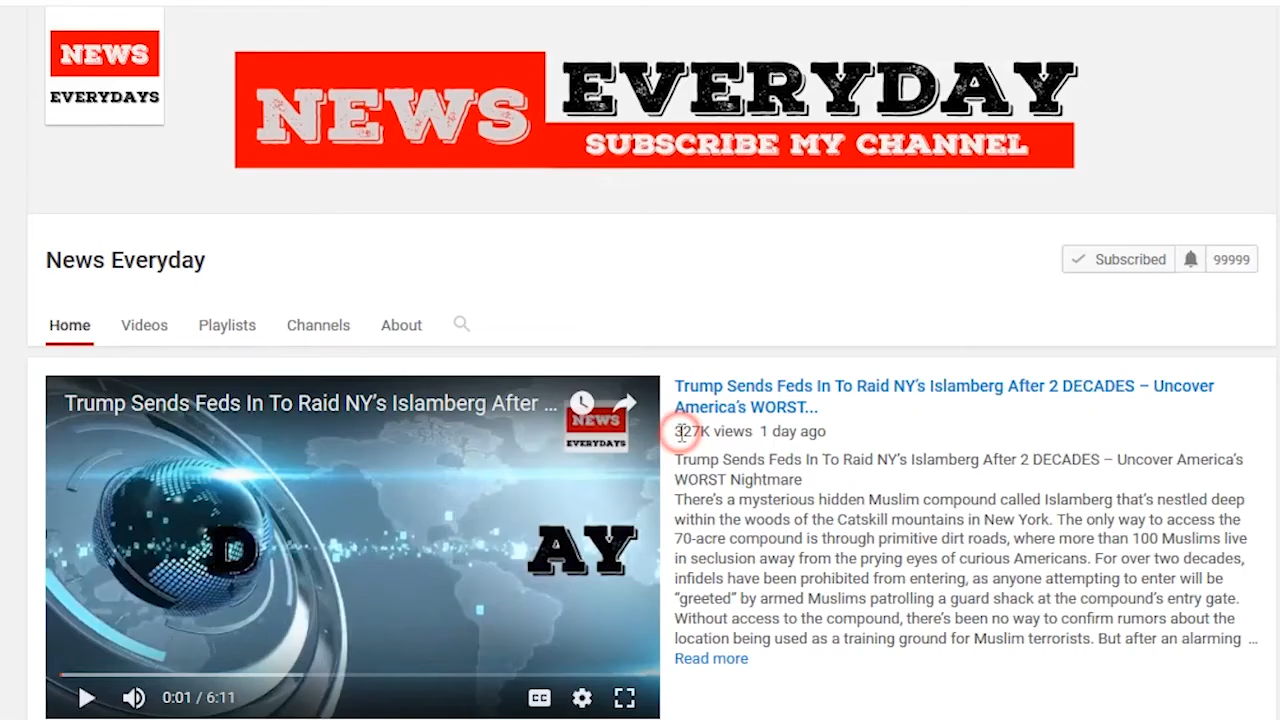 NEWS
EVERYDAYS
NEWS
EVERYDAY
SUBSCRIBE MY CHANNEL
News Everyday
Subscribed
99999
Home
Videos
Playlists
Channels
About
Trump Sends Feds In To Raid NY’s Islamberg After ...
NEWS
EVERYDAYS
D
AY
0:01 / 6:11
CC
Trump Sends Feds In To Raid NY’s Islamberg After 2 DECADES – Uncover
America’s WORST...
327K views 1 day ago
Trump Sends Feds In To Raid NY’s Islamberg After 2 DECADES – Uncover America’s
WORST Nightmare
There’s a mysterious hidden Muslim compound called Islamberg that’s nestled deep
within the woods of the Catskill mountains in New York. The only way to access the
70-acre compound is through primitive dirt roads, where more than 100 Muslims live
in seclusion away from the prying eyes of curious Americans. For over two decades,
infidels have been prohibited from entering, as anyone attempting to enter will be
“greeted” by armed Muslims patrolling a guard shack at the compound’s entry gate.
Without access to the compound, there’s been no way to confirm rumors about the
location being used as a training ground for Muslim terrorists. But after an alarming ...
Read more